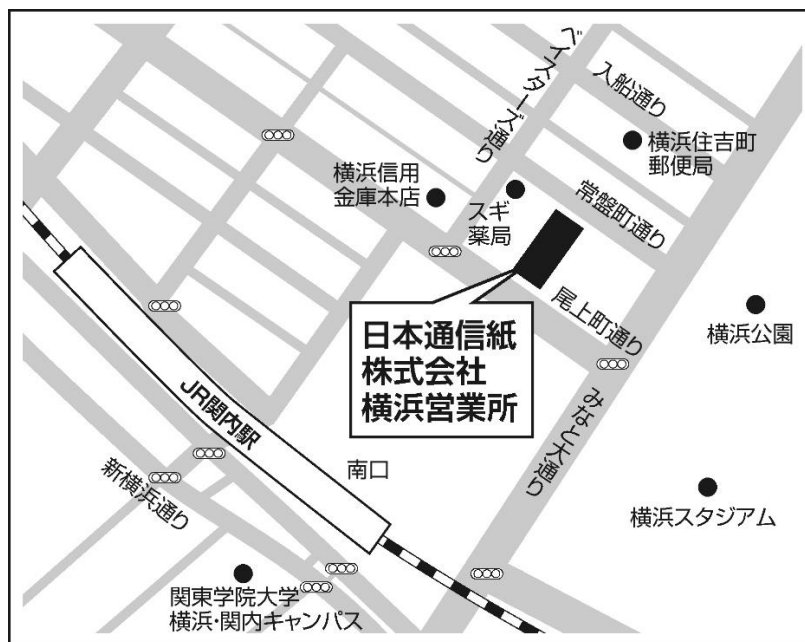 ベイスターズ通り
入船通り
横浜住吉町
郵便局
横浜信用
金庫本店
スギ
薬局
常盤町通り
尾上町通り
横浜公園
日本通信紙
株式会社
横浜営業所
みなと大通り
JR関内駅
南口
新横浜通り
横浜スタジアム
関東学院大学
横浜・関内キャンパス